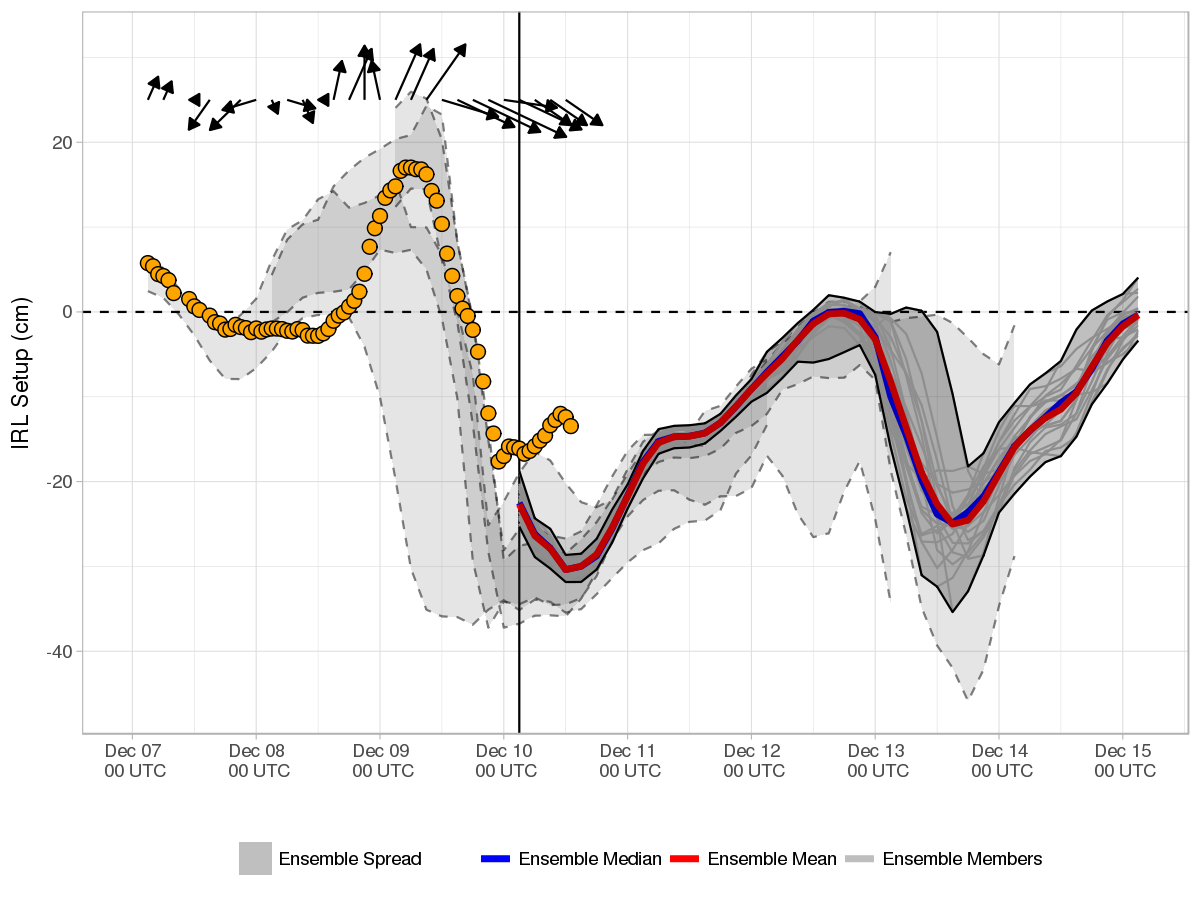 IRL Setup (cm)
20
0
-20
-40
Dec 07 Dec 08 Dec 09 Dec 10 Dec 11 Dec 12 Dec 13 Dec 14 Dec 15
00 UTC 00 UTC 00 UTC 00 UTC 00 UTC 00 UTC 00 UTC 00 UTC 00 UTC
Ensemble Spread Ensemble Median Ensemble Mean Ensemble Members